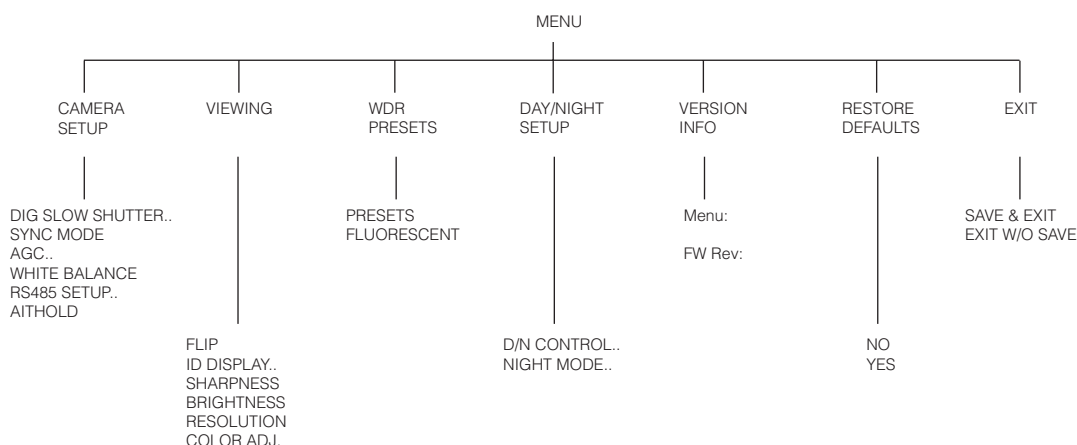 MENU
CAMERA
SETUP
VIEWING
WDR
PRESETS
DAY/NIGHT
SETUP
VERSION
INFO
RESTORE
DEFAULTS
EXIT
DIG SLOW SHUTTER..
SYNC MODE
AGC..
WHITE BALANCE
RS485 SETUP..
AITHOLD
FLIP
ID DISPLAY..
SHARPNESS
BRIGHTNESS
RESOLUTION
COLOR ADJ.
PRESETS
FLUORESCENT
D/N CONTROL..
NIGHT MODE..
Menu:
FW Rev:
NO
YES
SAVE & EXIT
EXIT W/O SAVE